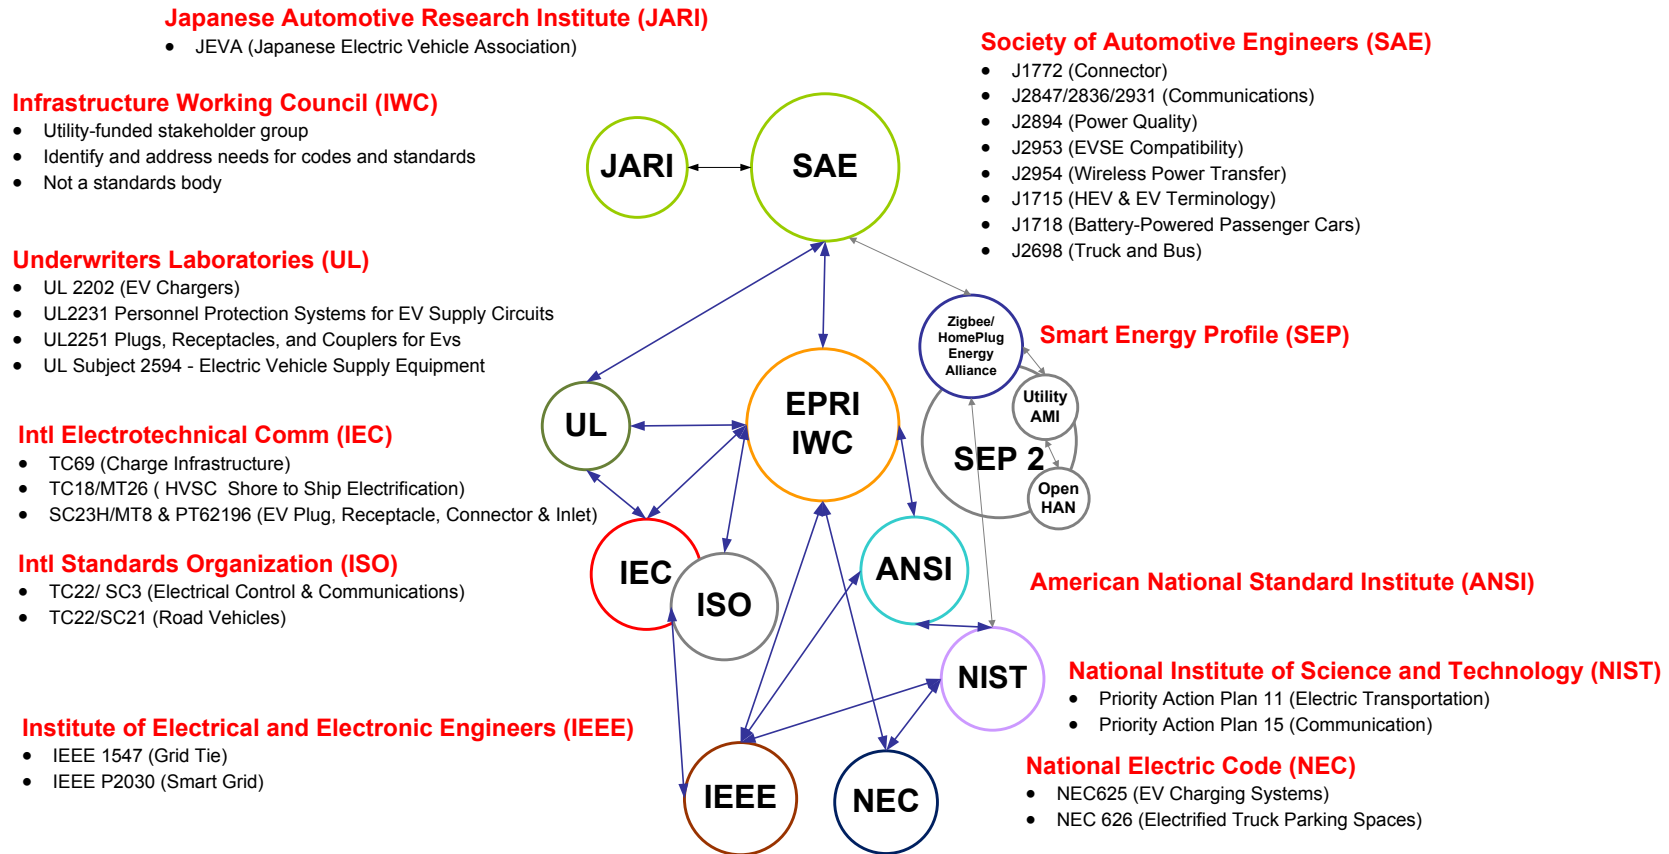 Japanese Automotive Research Institute (JARI)
• JEVA (Japanese Electric Vehicle Association)
Society of Automotive Engineers (SAE)
• J1772 (Connector)
• J2847/2836/2931 (Communications)
• J2894 (Power Quality)
• J2953 (EVSE Compatibility)
• J2954 (Wireless Power Transfer)
• J1715 (HEV & EV Terminology)
• J1718 (Battery-Powered Passenger Cars)
• J2698 (Truck and Bus)
Infrastructure Working Council (IWC)
• Utility-funded stakeholder group
• Identify and address needs for codes and standards
• Not a standards body
JARI
SAE
Underwriters Laboratories (UL)
• UL 2202 (EV Chargers)
• UL2231 Personnel Protection Systems for EV Supply Circuits
• UL2251 Plugs, Receptacles, and Couplers for Evs
• UL Subject 2594 - Electric Vehicle Supply Equipment
Zigbee/
HomePlug
Energy
Alliance
Smart Energy Profile (SEP)
Utility
AMI
SEP 2
Open
HAN
UL
EPRI
IWC
Intl Electrotechnical Comm (IEC)
• TC69 (Charge Infrastructure)
• TC18/MT26 ( HVSC  Shore to Ship Electrification)
• SC23H/MT8 & PT62196 (EV Plug, Receptacle, Connector & Inlet)
Intl Standards Organization (ISO)
• TC22/ SC3 (Electrical Control & Communications)
• TC22/SC21 (Road Vehicles)
IEC
ISO
ANSI
American National Standard Institute (ANSI)
NIST
National Institute of Science and Technology (NIST)
• Priority Action Plan 11 (Electric Transportation)
• Priority Action Plan 15 (Communication)
Institute of Electrical and Electronic Engineers (IEEE)
• IEEE 1547 (Grid Tie)
• IEEE P2030 (Smart Grid)
IEEE
NEC
National Electric Code (NEC)
• NEC625 (EV Charging Systems)
• NEC 626 (Electrified Truck Parking Spaces)